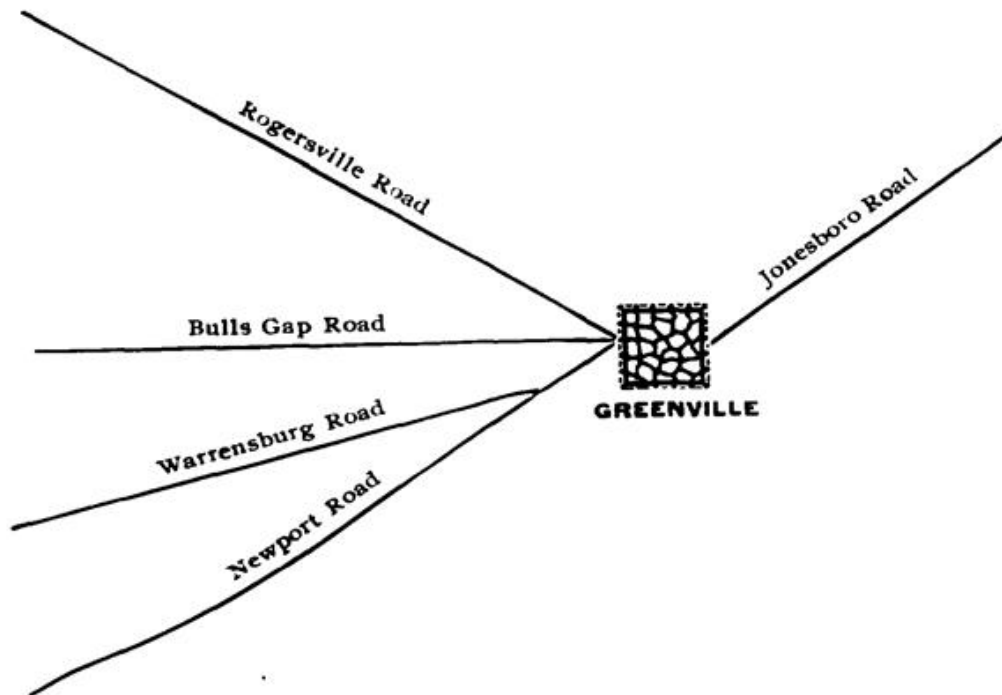 Rogersville Road
Jonesboro Road
Bulls Gap Road
GREENVILLE
Warrensburg Road
Newport Road